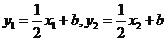 y₁ = 1/2 x₁ + b, y₂ = 1/2 x₂ + b